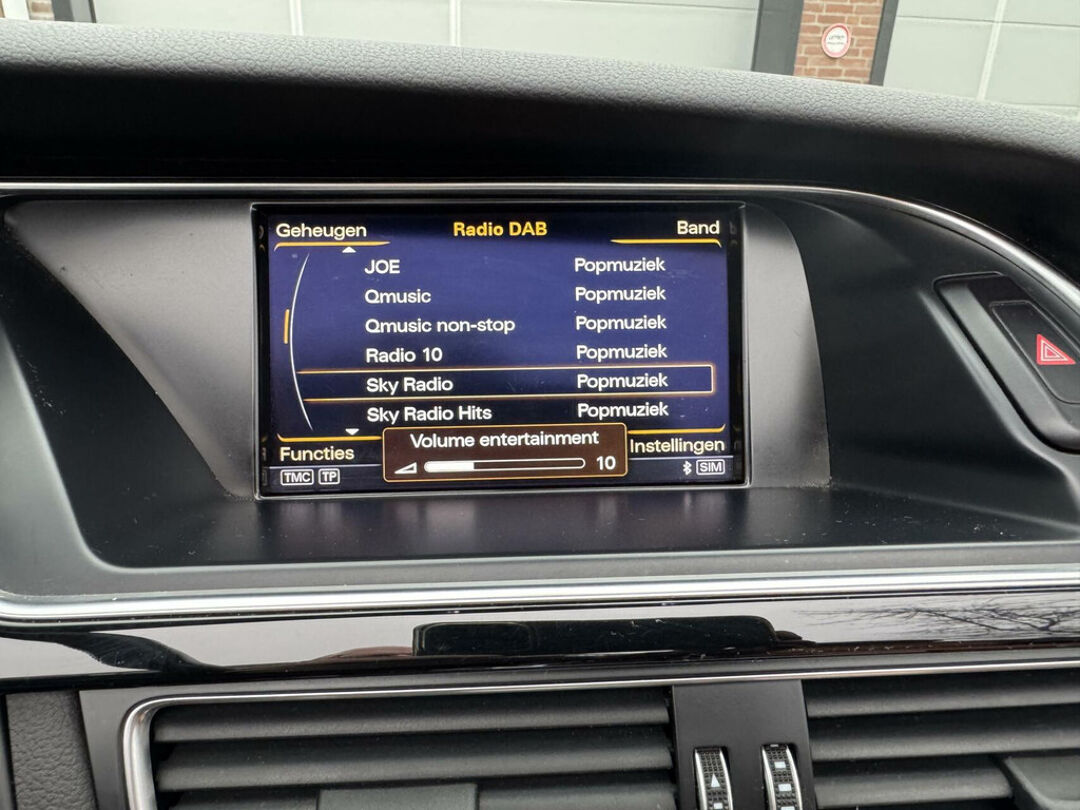 Geheugen Radio DAB Band
JOE Popmuziek
Qmusic Popmuziek
Qmusic non-stop Popmuziek
Radio 10 Popmuziek
Sky Radio Popmuziek
Sky Radio Hits Popmuziek
Functies Volume entertainment Instellingen
TMC TP 10 SIM